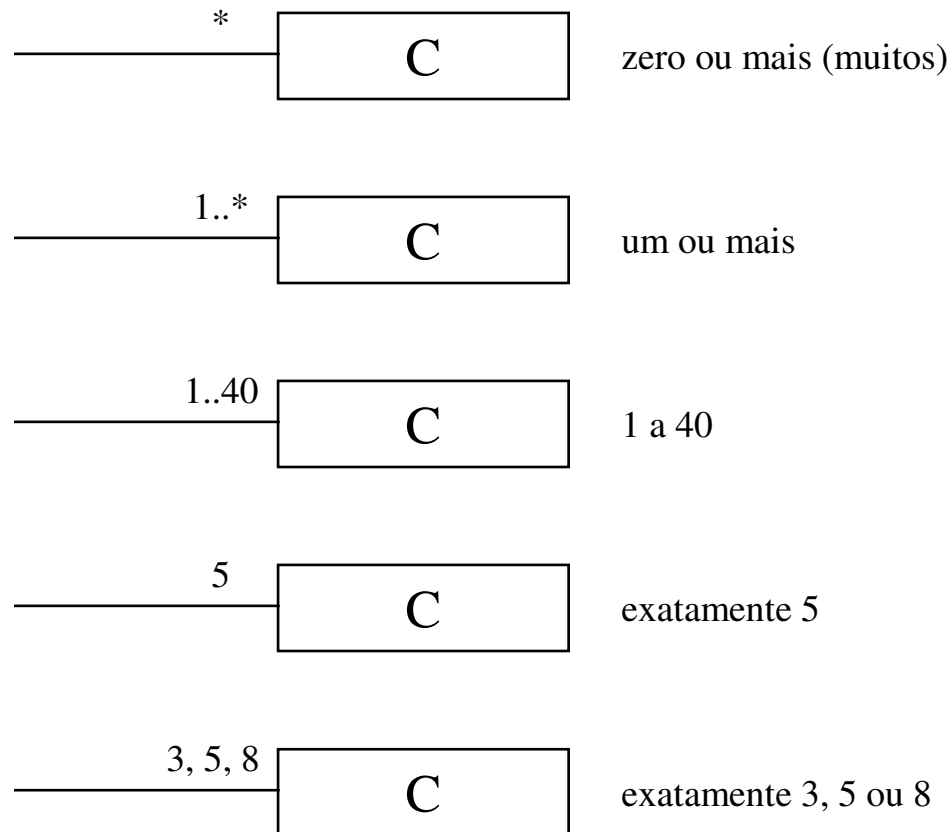 *
C zero ou mais (muitos)
1..*
C um ou mais
1..40
C 1 a 40
5
C exatamente 5
3, 5, 8
C exatamente 3, 5 ou 8